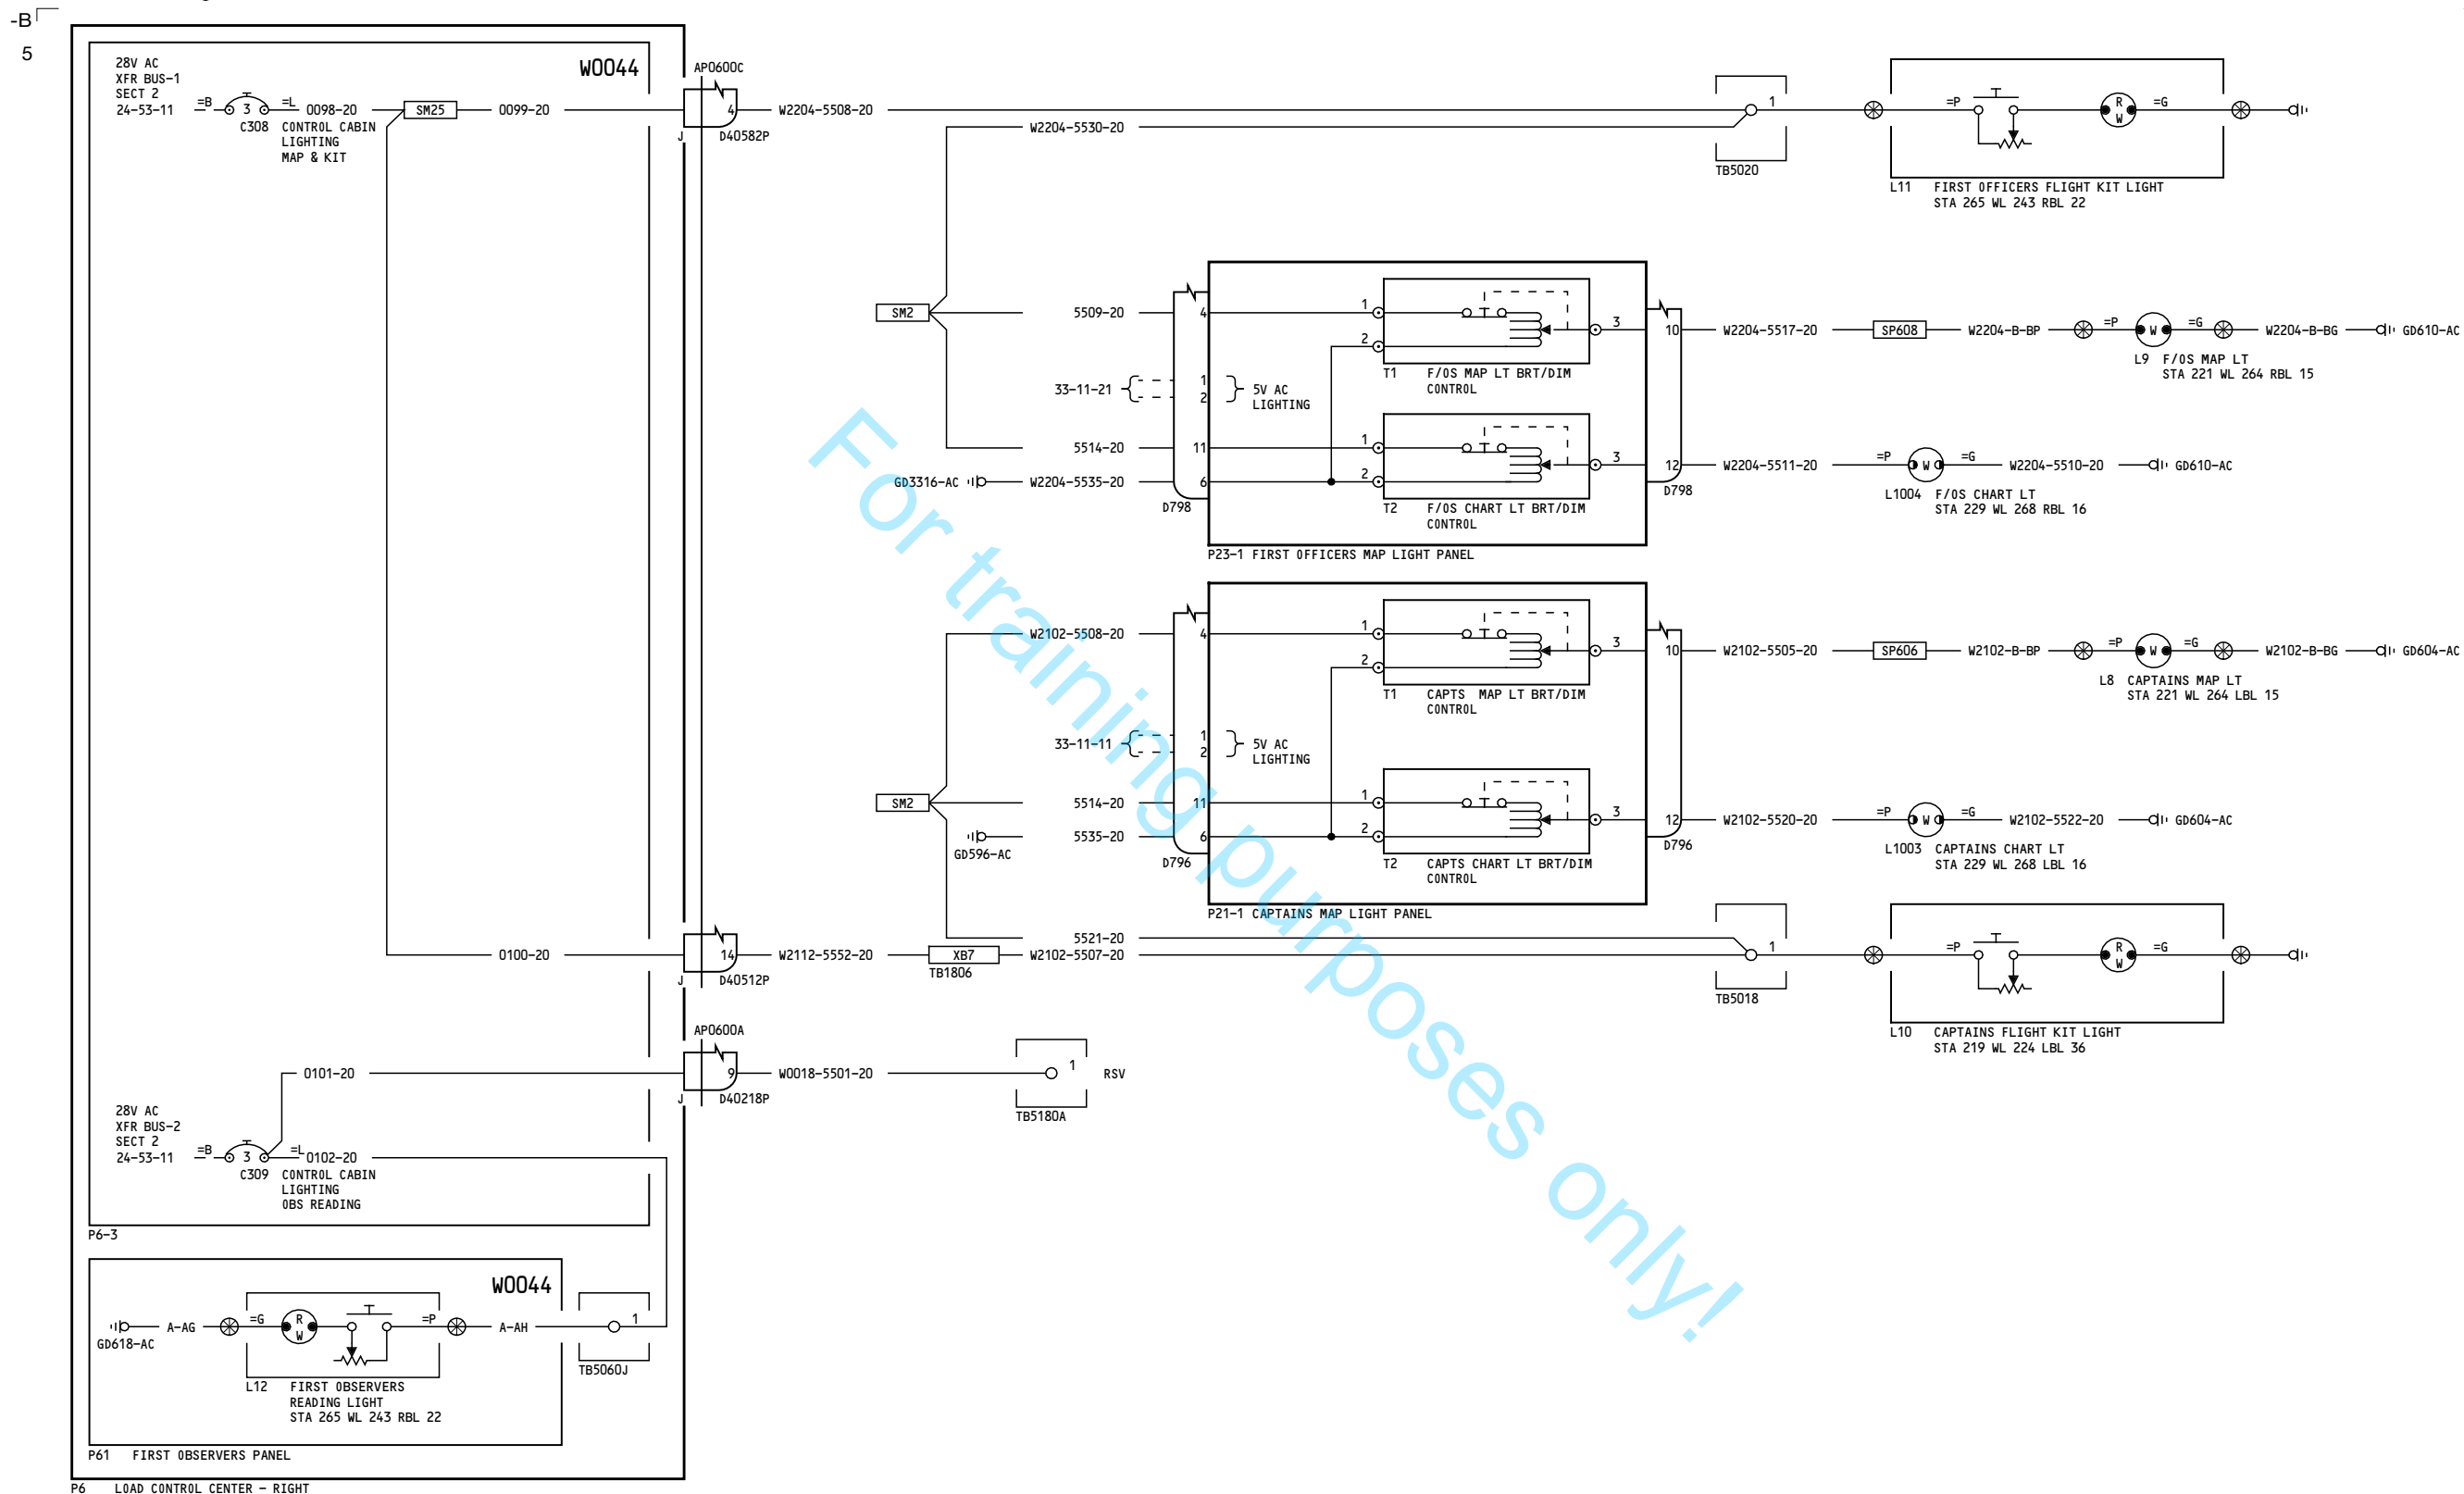 -B
5
28V AC
XFR BUS-1
SECT 2
24-53-11
=B
3
=L
C308
CONTROL CABIN
LIGHTING
MAP & KIT
0098-20
SM25
0099-20
W0044
AP0600C
4
J
D40582P
W2204-5508-20
W2204-5530-20
1
TB5020
=P
R
W
=G
L11 FIRST OFFICERS FLIGHT KIT LIGHT
STA 265 WL 243 RBL 22
SM2
5509-20
4
1
2
3
T1 F/OS MAP LT BRT/DIM
CONTROL
10
W2204-5517-20
SP608
W2204-B-BP
=P
W
=G
W2204-B-BG
GD610-AC
L9 F/OS MAP LT
STA 221 WL 264 RBL 15
33-11-21
1
2
5V AC
LIGHTING
5514-20
11
GD3316-AC
W2204-5535-20
6
D798
1
2
3
T2 F/OS CHART LT BRT/DIM
CONTROL
12
D798
W2204-5511-20
=P
W
=G
W2204-5510-20
GD610-AC
L1004 F/OS CHART LT
STA 229 WL 268 RBL 16
P23-1 FIRST OFFICERS MAP LIGHT PANEL
W2102-5508-20
4
1
2
3
T1 CAPTS MAP LT BRT/DIM
CONTROL
10
W2102-5505-20
SP606
W2102-B-BP
=P
W
=G
W2102-B-BG
GD604-AC
L8 CAPTAINS MAP LT
STA 221 WL 264 LBL 15
33-11-11
1
2
5V AC
LIGHTING
SM2
5514-20
11
GD596-AC
5535-20
6
D796
1
2
3
T2 CAPTS CHART LT BRT/DIM
CONTROL
12
D796
W2102-5520-20
=P
W
=G
W2102-5522-20
GD604-AC
L1003 CAPTAINS CHART LT
STA 229 WL 268 LBL 16
P21-1 CAPTAINS MAP LIGHT PANEL
0100-20
14
J
D40512P
W2112-5552-20
XB7
TB1806
5521-20
W2102-5507-20
1
TB5018
=P
R
W
=G
L10 CAPTAINS FLIGHT KIT LIGHT
STA 219 WL 224 LBL 36
AP0600A
0101-20
9
J
D40218P
W0018-5501-20
1
RSV
TB5180A
28V AC
XFR BUS-2
SECT 2
24-53-11
=B
3
=L
0102-20
C309 CONTROL CABIN
LIGHTING
OBS READING
P6-3
W0044
GD618-AC
A-AG
=G
R
W
=P
A-AH
1
TB5060J
L12 FIRST OBSERVERS
READING LIGHT
STA 265 WL 243 RBL 22
P61 FIRST OBSERVERS PANEL
P6 LOAD CONTROL CENTER - RIGHT
For training purposes only!